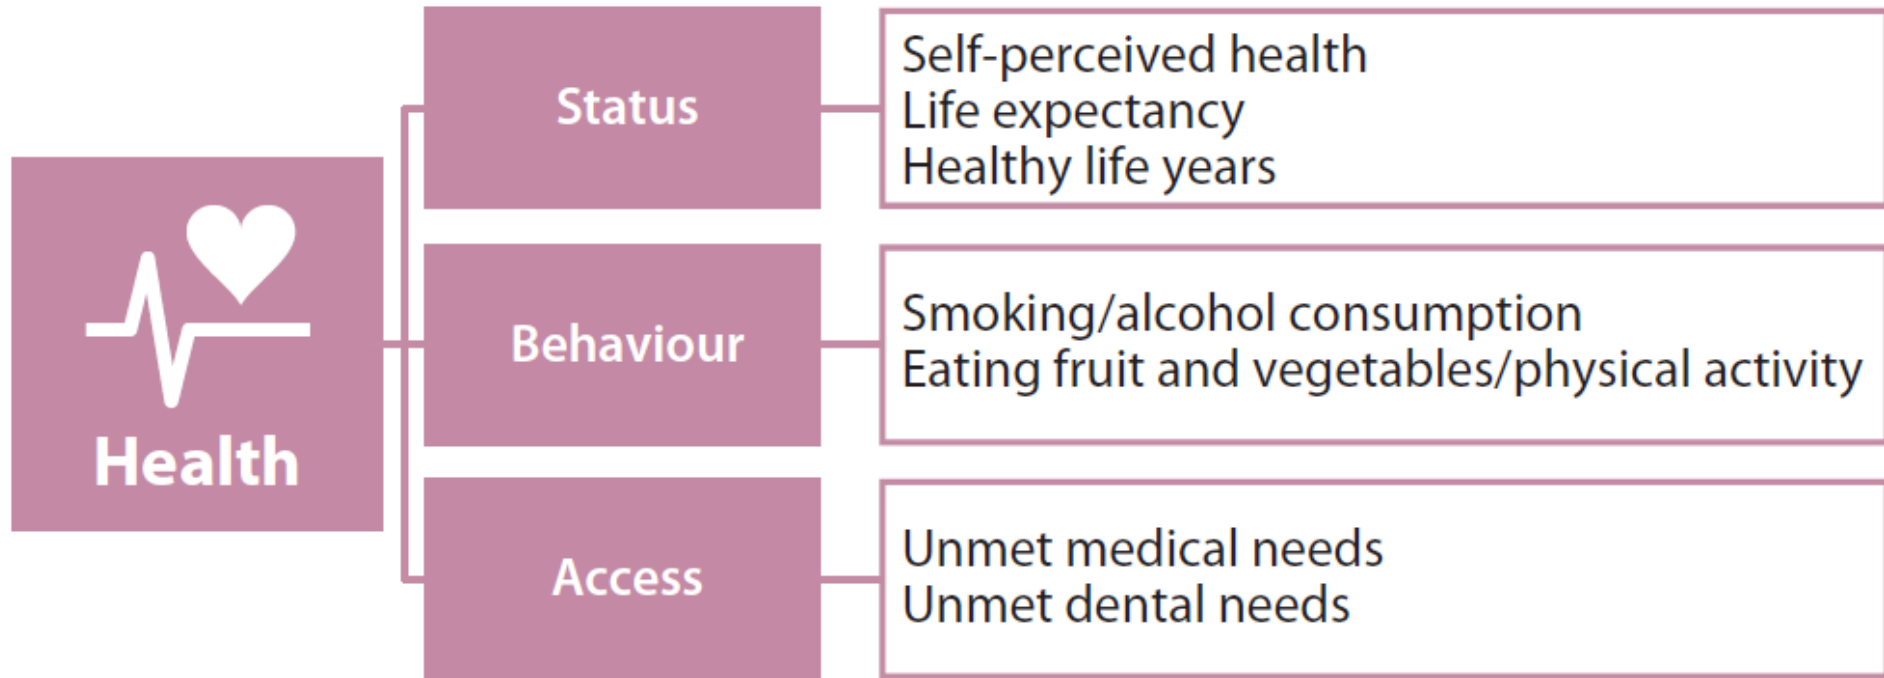 Health
Status
Self-perceived health
Life expectancy
Healthy life years
Behaviour
Smoking/alcohol consumption
Eating fruit and vegetables/physical activity
Access
Unmet medical needs
Unmet dental needs